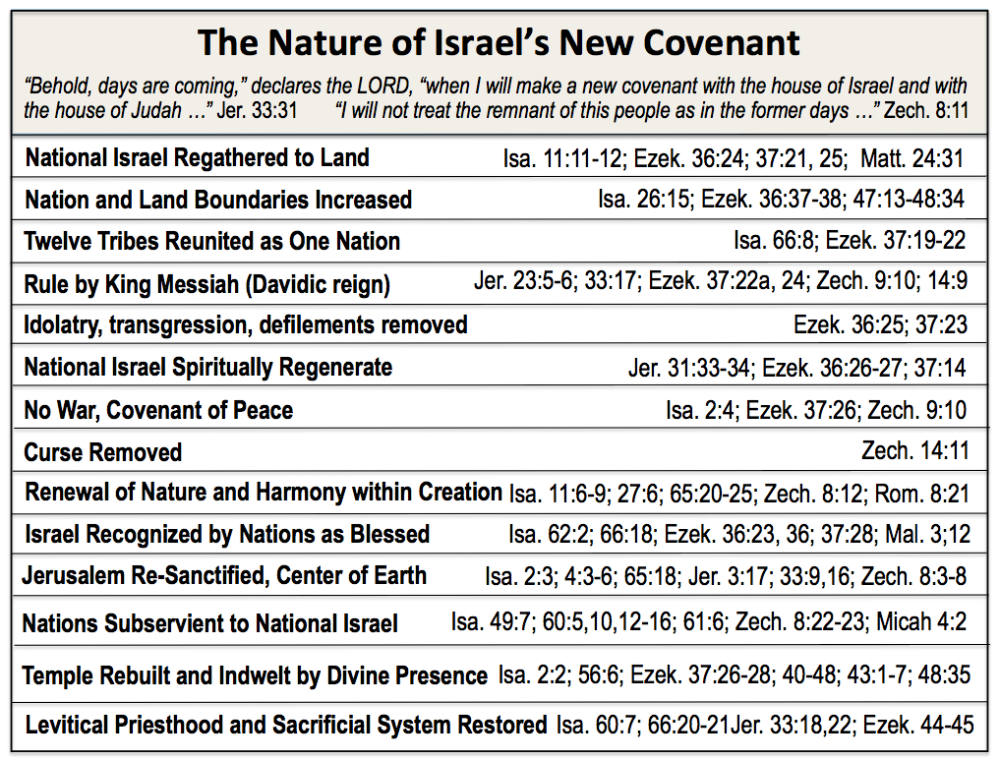 The Nature of Israel’s New Covenant
“Behold, days are coming,” declares the LORD, “when I will make a new covenant with the house of Israel and with
the house of Judah …” Jer. 33:31 “I will not treat the remnant of this people as in the former days …” Zech. 8:11
National Israel Regathered to Land Isa. 11:11-12; Ezek. 36:24; 37:21, 25; Matt. 24:31
Nation and Land Boundaries Increased Isa. 26:15; Ezek. 36:37-38; 47:13-48:34
Twelve Tribes Reunited as One Nation Isa. 66:8; Ezek. 37:19-22
Rule by King Messiah (Davidic reign) Jer. 23:5-6; 33:17; Ezek. 37:22a, 24; Zech. 9:10; 14:9
Idolatry, transgression, defilements removed Ezek. 36:25; 37:23
National Israel Spiritually Regenerate Jer. 31:33-34; Ezek. 36:26-27; 37:14
No War, Covenant of Peace Isa. 2:4; Ezek. 37:26; Zech. 9:10
Curse Removed Zech. 14:11
Renewal of Nature and Harmony within Creation Isa. 11:6-9; 27:6; 65:20-25; Zech. 8:12; Rom. 8:21
Israel Recognized by Nations as Blessed Isa. 62:2; 66:18; Ezek. 36:23, 36; 37:28; Mal. 3;12
Jerusalem Re-Sanctified, Center of Earth Isa. 2:3; 4:3-6; 65:18; Jer. 3:17; 33:9,16; Zech. 8:3-8
Nations Subservient to National Israel Isa. 49:7; 60:5,10,12-16; 61:6; Zech. 8:22-23; Micah 4:2
Temple Rebuilt and Indwelt by Divine Presence Isa. 2:2; 56:6; Ezek. 37:26-28; 40-48; 43:1-7; 48:35
Levitical Priesthood and Sacrificial System Restored Isa. 60:7; 66:20-21Jer. 33:18,22; Ezek. 44-45